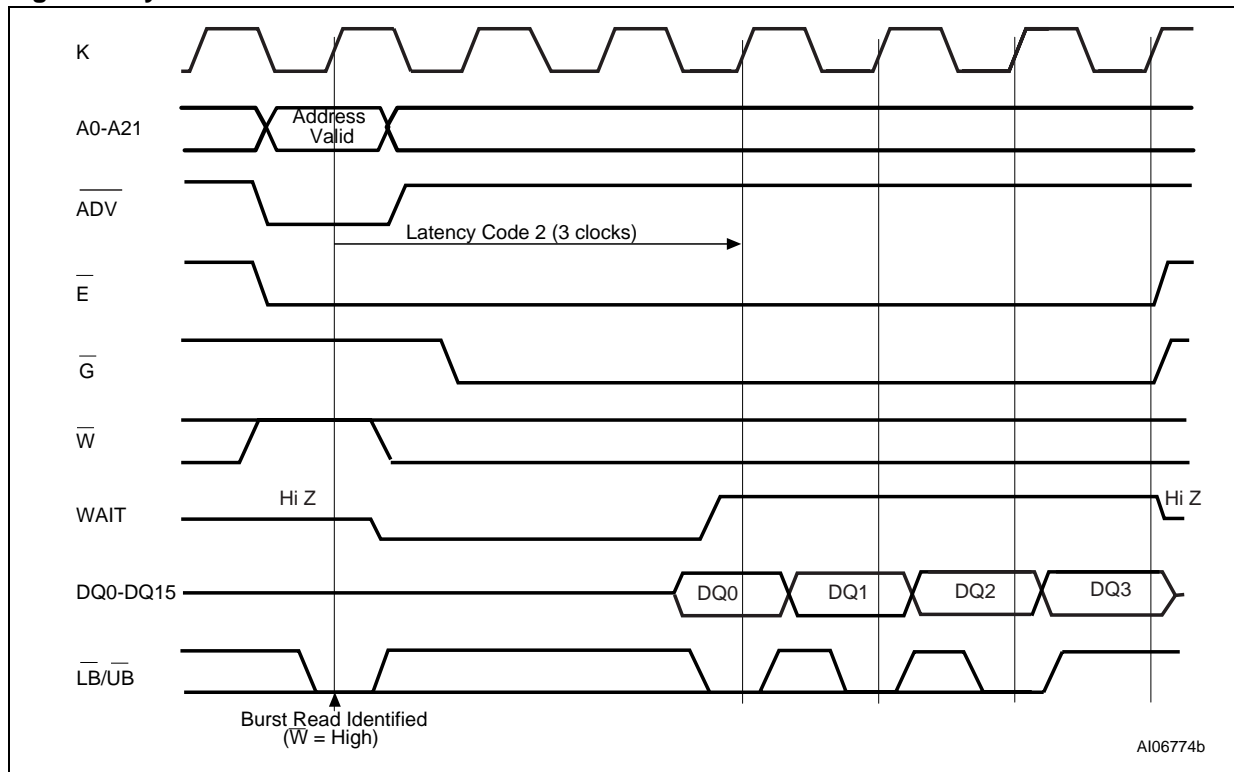 K
A0-A21
Address
Valid
ADV
Latency Code 2 (3 clocks)
E
G
W
Hi Z
WAIT
Hi Z
DQ0-DQ15
DQ0
DQ1
DQ2
DQ3
LB/UB
Burst Read Identified
(W = High)
AI06774b